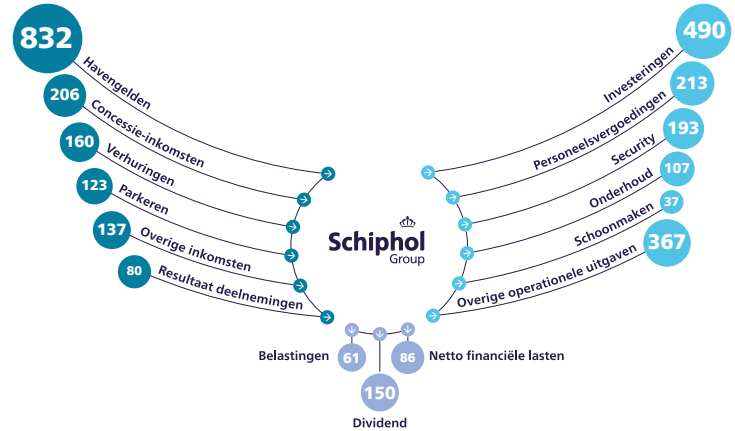 832
Havengelden
206
Concessie-inkomsten
160
Verhuringen
123
Parkeren
137
Overige inkomsten
80
Resultaat deelnemingen
Schiphol
Group
490
Investeringen
213
Personeelsvergoedingen
193
Security
107
Onderhoud
37
Schoonmaken
367
Overige operationele uitgaven
Belastingen
61
86
Netto financiële lasten
150
Dividend